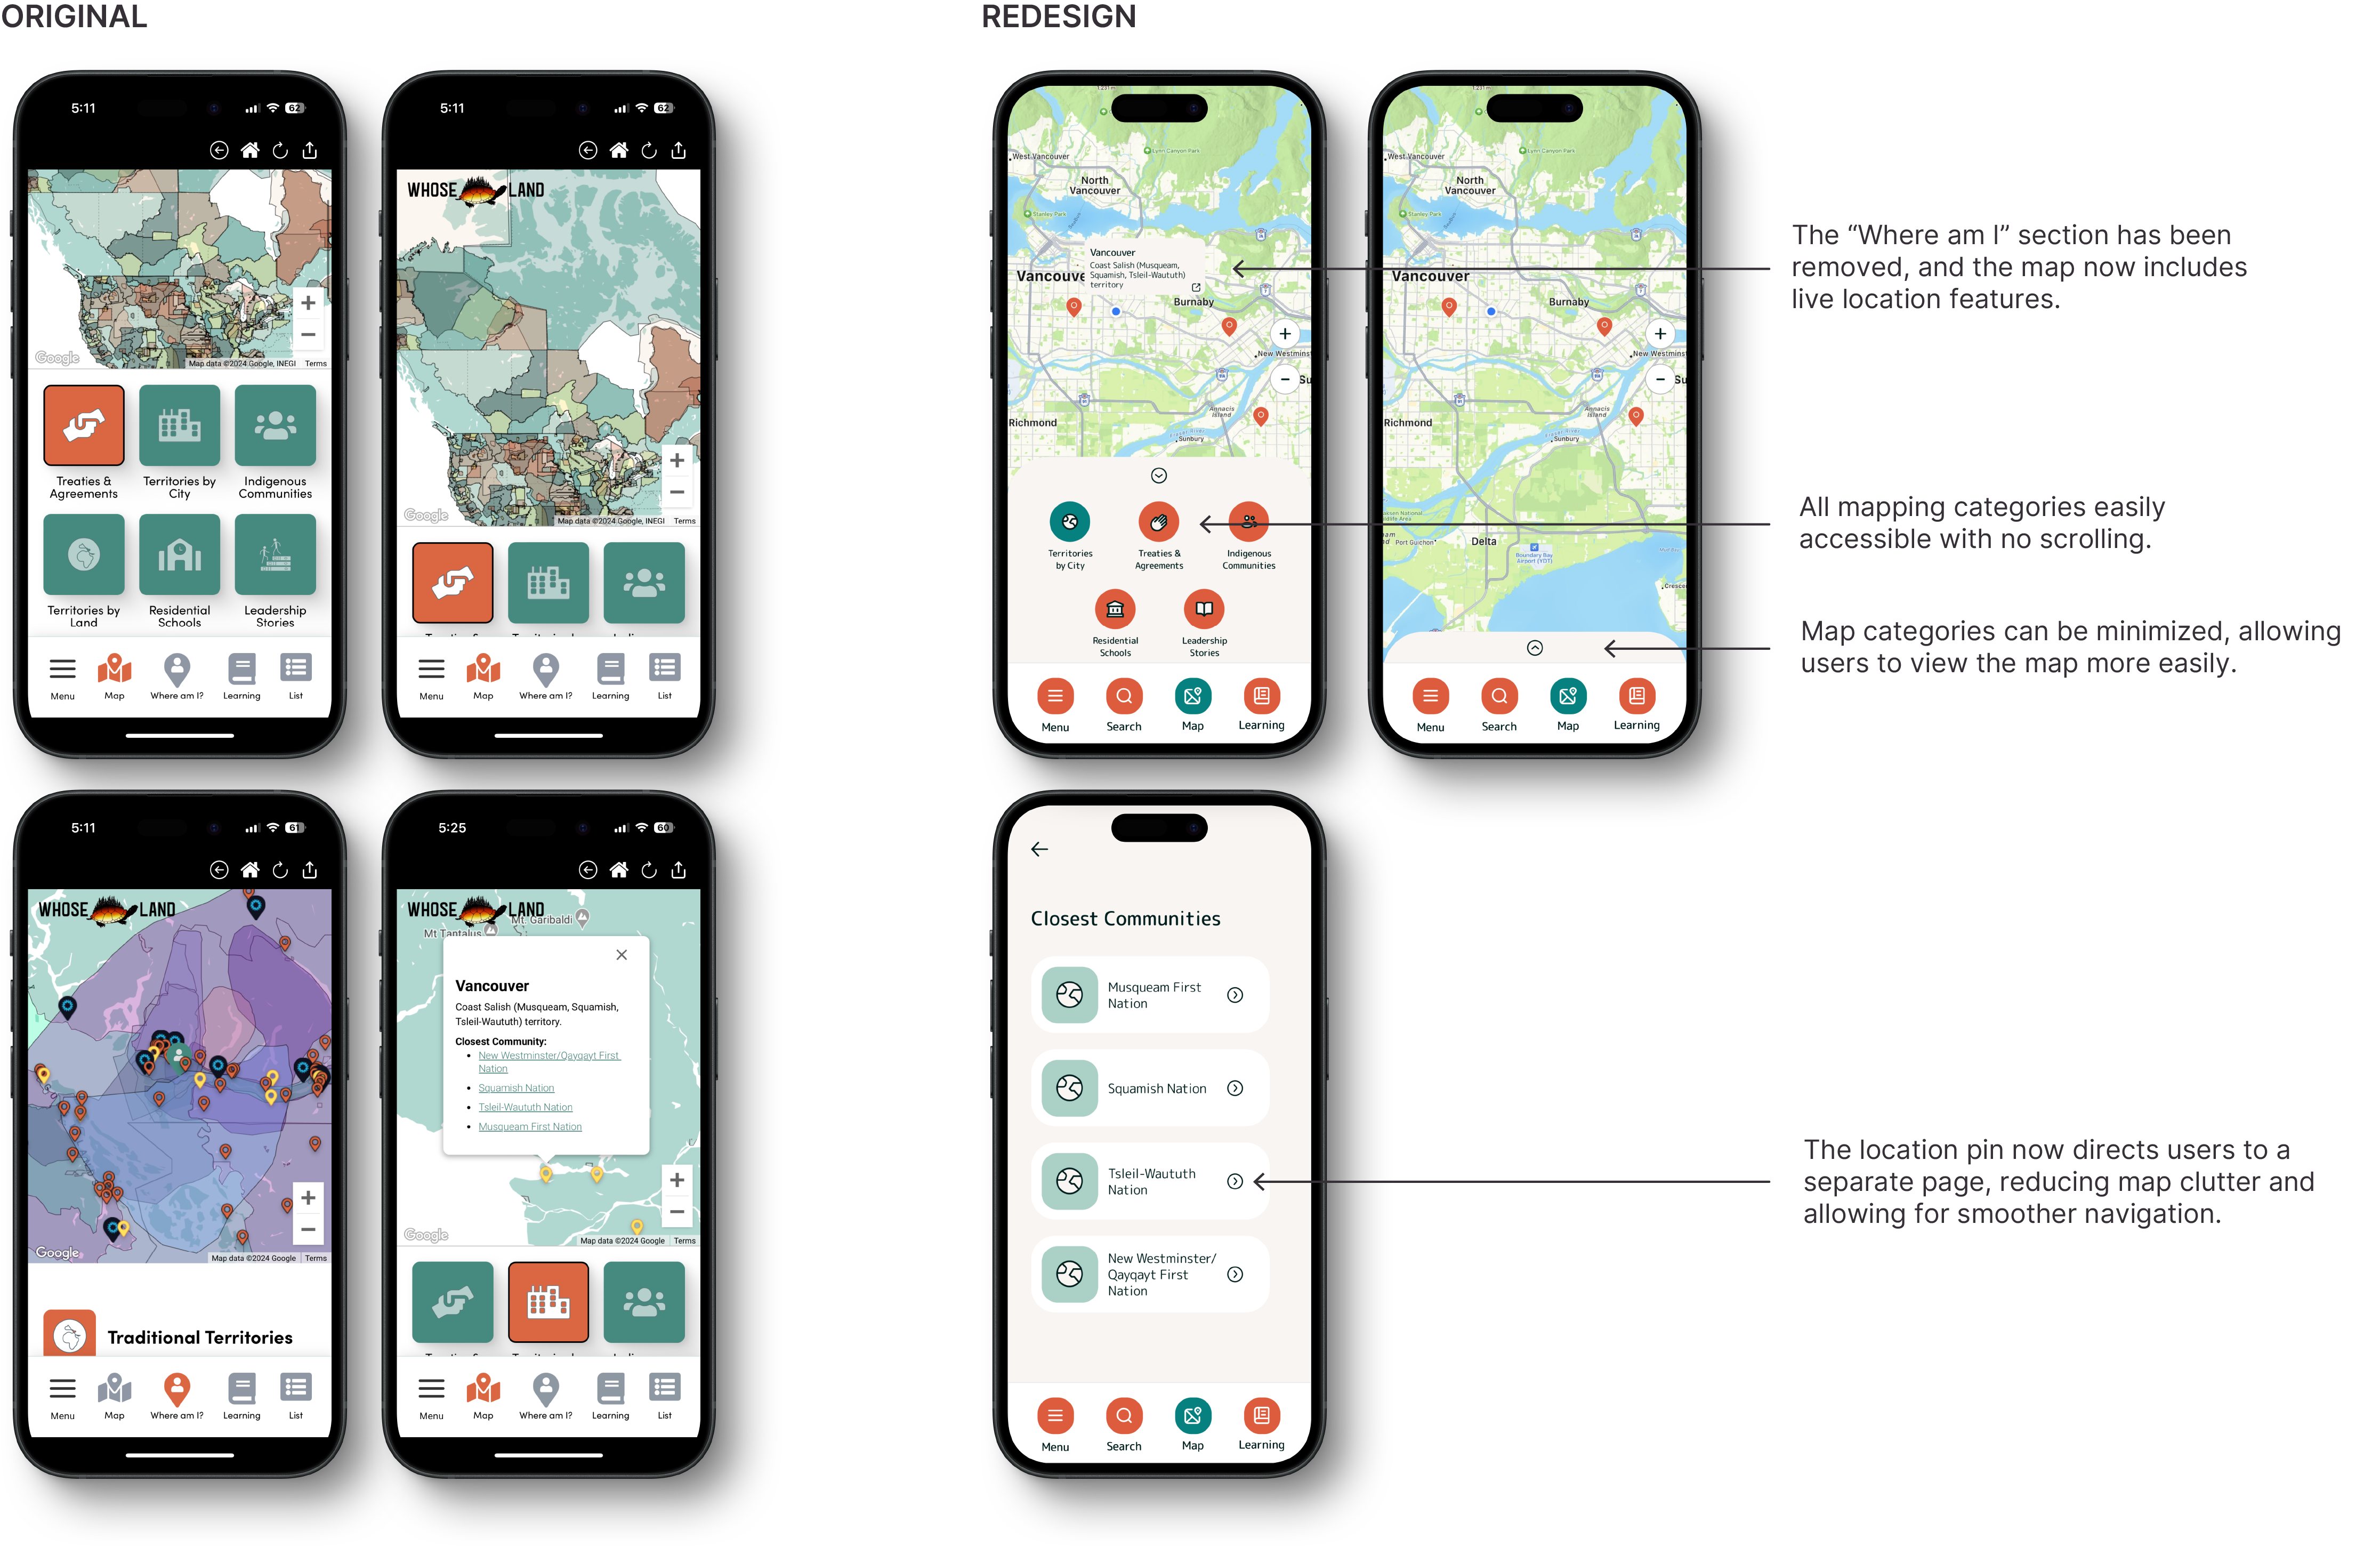 ORIGINAL
REDESIGN
5:11
62
Google
Map data ©2024 Google, INEGI Terms
Treaties &
Agreements
Territories by
City
Indigenous
Communities
Territories by
Land
Residential
Schools
Leadership
Stories
Menu
Map
Where am I?
Learning
List
5:11
62
WHOSE LAND
Google
Map data ©2024 Google, INEGI Terms
Menu
Map
Where am I?
Learning
List
West Vancouver
Lynn Canyon Park
North
Vancouver
Stanley Park
Vancouver
Coast Salish (Musqueam,
Squamish, Tsleil-Waututh)
territory
Vancouve
Burnaby
New Westmins
Su
Annacis
Island
Richmond
Fraser River
Sunbury
Territories
by City
Treaties &
Agreements
Indigenous
Communities
Residential
Schools
Leadership
Stories
Menu
Search
Map
Learning
West Vancouver
Lynn Canyon Park
North
Vancouver
Stanley Park
Vancouver
Burnaby
New Westmins
Su
Annacis
Island
Richmond
Fraser River
Sunbury
Port Guichon
Delta
Boundary Bay
Airport (YDT)
Cresce
Menu
Search
Map
Learning
The “Where am I” section has been
removed, and the map now includes
live location features.
All mapping categories easily
accessible with no scrolling.
Map categories can be minimized, allowing
users to view the map more easily.
5:11
61
WHOSE LAND
Google
Map data ©2024 Google Terms
Traditional Territories
Menu
Map
Where am I?
Learning
List
5:25
60
WHOSE LAND
Mt. Garibaldi
Mt Tantalus
Vancouver
Coast Salish (Musqueam, Squamish,
Tsleil-Waututh) territory.
Closest Community:
New Westminster/Qayqayt First
Nation
Squamish Nation
Tsleil-Waututh Nation
Musqueam First Nation
Google
Map data ©2024 Google Terms
Menu
Map
Where am I?
Learning
List
Closest Communities
Musqueam First
Nation
Squamish Nation
Tsleil-Waututh
Nation
New Westminster/
Qayqayt First
Nation
Menu
Search
Map
Learning
The location pin now directs users to a
separate page, reducing map clutter and
allowing for smoother navigation.